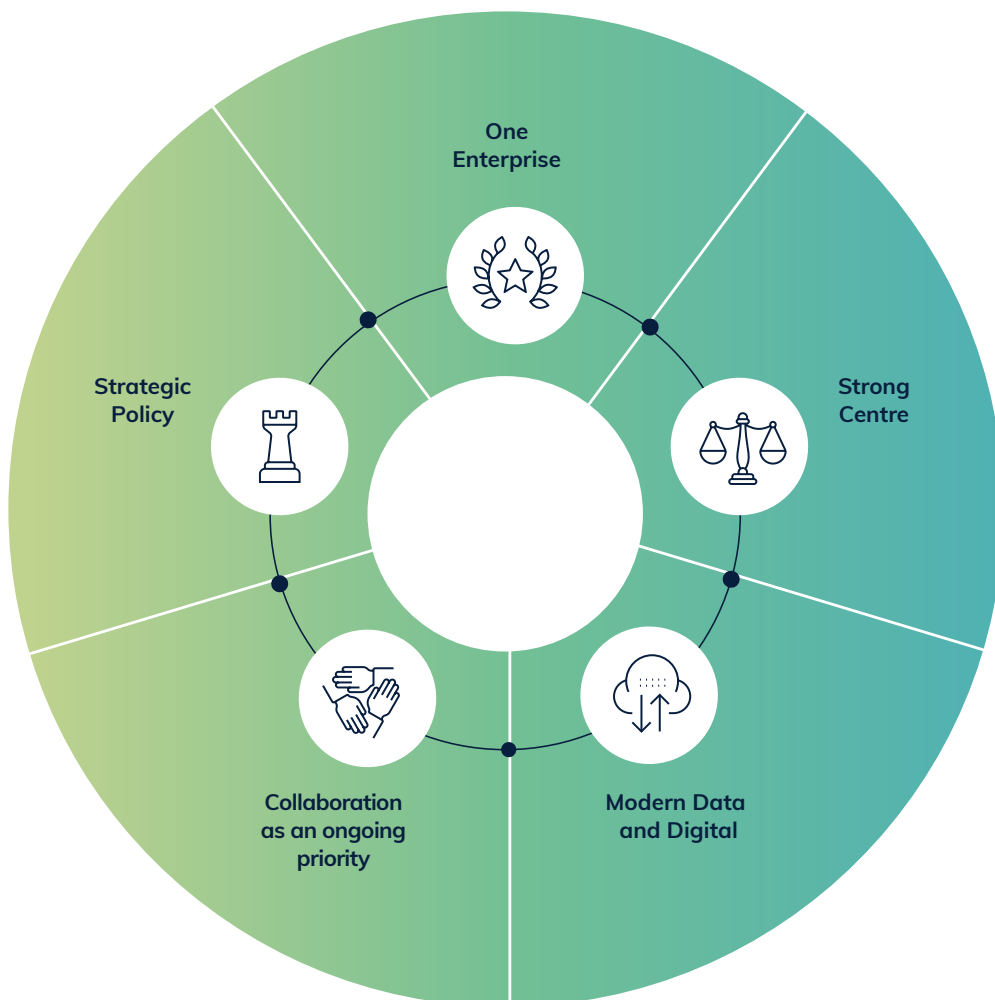 One
Enterprise
Strategic
Policy
Strong
Centre
Collaboration
as an ongoing
priority
Modern Data
and Digital